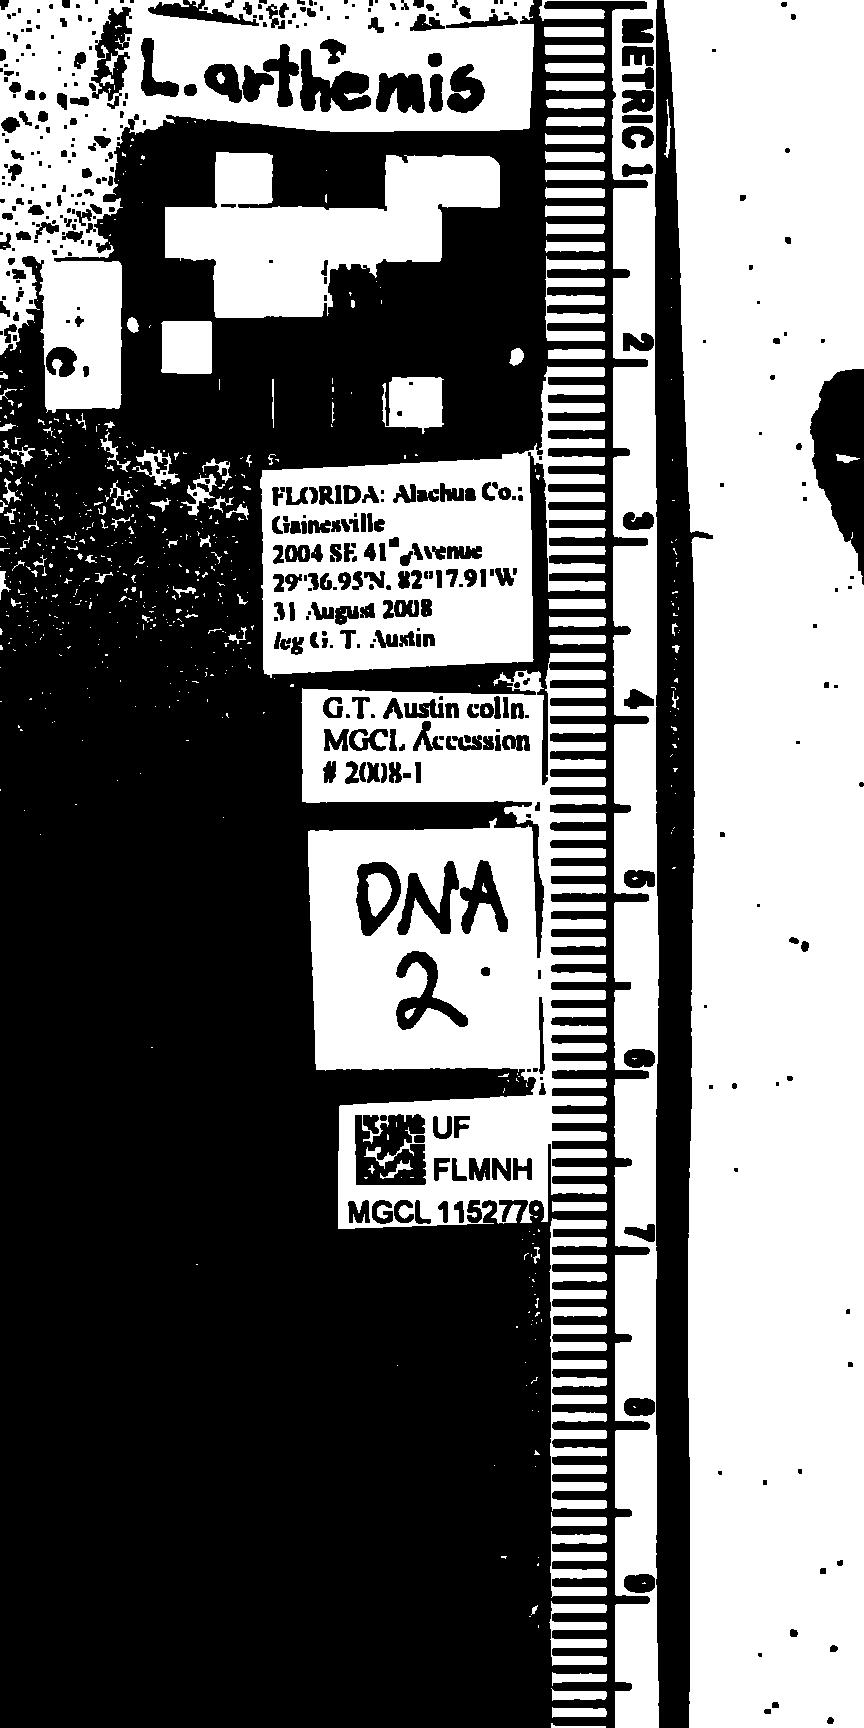 L. arthemis
FLORIDA: Alachua Co.:
Gainesville
2004 SE 41st Avenue
29°36.95'N, 82°17.91'W
31 August 2008
leg G. T. Austin
G.T. Austin colln.
MGCL Accession
# 2008-1
DNA
2
UF
FLMNH
MGCL 1152779
METRIC 1
2
3
4
5
6
7
8
9